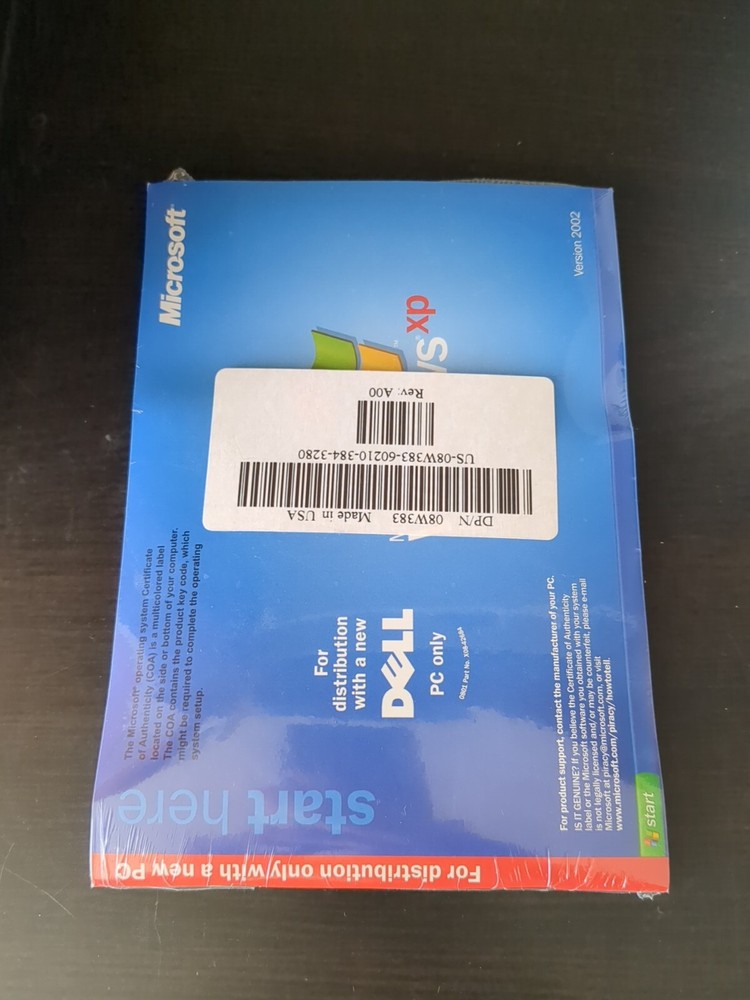 Microsoft®
Version 2002
xp
The Microsoft® operating system Certificate
of Authenticity (COA) is a multicolored label
located on the side or bottom of your computer.
The COA contains the product key code, which
might be required to complete the operating
system setup.
DP/N 08W383 Made in USA
US-08W383-60210-384-3280
Rev: A00
For
distribution
with a new
DELL
PC only
For product support, contact the manufacturer of your PC.
IS IT GENUINE? If you believe the Certificate of Authenticity
label or the Microsoft software you obtained with your system
is not legally licensed and/or may be counterfeit, please e-mail
Microsoft at piracy@microsoft.com, or visit
www.microsoft.com/piracy/howtotell.
start here
start
For distribution only with a new PC